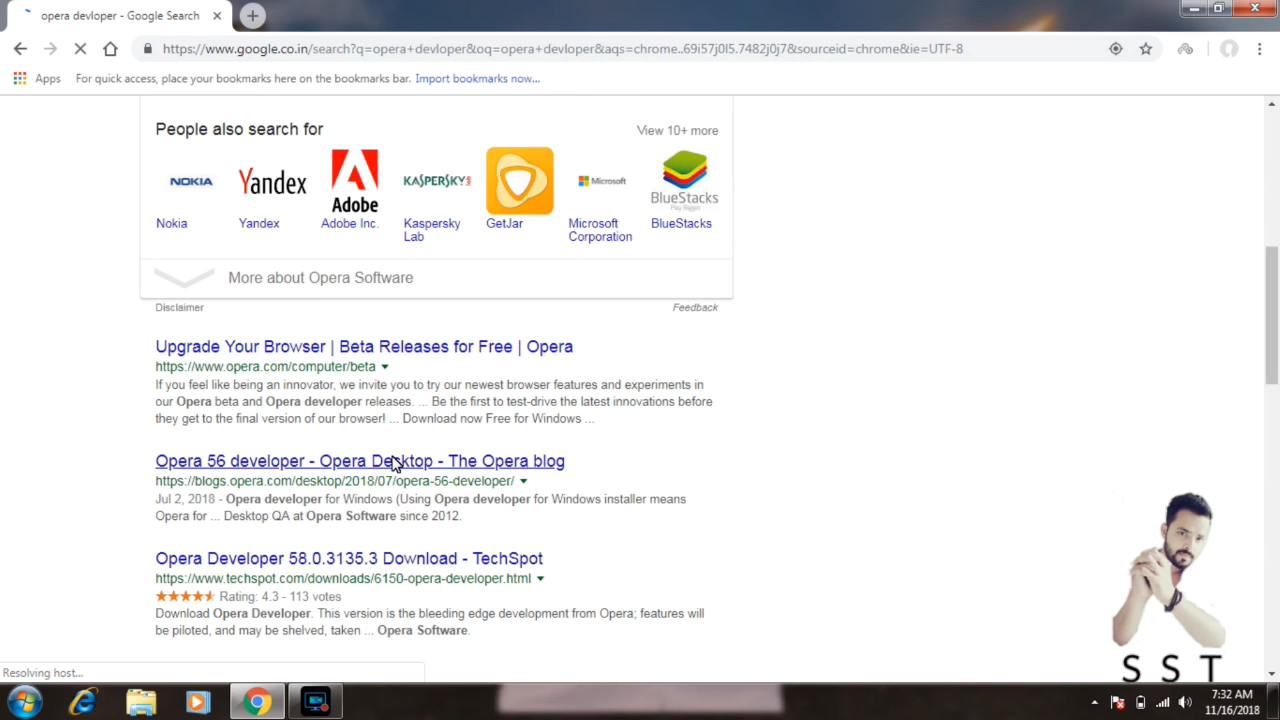 opera devloper - Google Search
https://www.google.co.in/search?q=opera+devloper&oq=opera+devloper&aqs=chrome..69i57j0l5.7482j0j7&sourceid=chrome&ie=UTF-8
Apps For quick access, place your bookmarks here on the bookmarks bar. Import bookmarks now...
People also search for View 10+ more
NOKIA Yandex Adobe KASPERSKY Microsoft BlueStacks
Play Bigger
Nokia Yandex Adobe Inc. Kaspersky Lab GetJar Microsoft Corporation BlueStacks
More about Opera Software
Disclaimer Feedback
Upgrade Your Browser | Beta Releases for Free | Opera
https://www.opera.com/computer/beta
If you feel like being an innovator, we invite you to try our newest browser features and experiments in
our Opera beta and Opera developer releases. ... Be the first to test-drive the latest innovations before
they get to the final version of our browser! ... Download now Free for Windows ...
Opera 56 developer - Opera Desktop - The Opera blog
https://blogs.opera.com/desktop/2018/07/opera-56-developer/
Jul 2, 2018 - Opera developer for Windows (Using Opera developer for Windows installer means
Opera for ... Desktop QA at Opera Software since 2012.
Opera Developer 58.0.3135.3 Download - TechSpot
https://www.techspot.com/downloads/6150-opera-developer.html
Rating: 4.3 - 113 votes
Download Opera Developer. This version is the bleeding edge development from Opera; features will
be piloted, and may be shelved, taken ... Opera Software.
Resolving host...
S S T
7:32 AM
11/16/2018